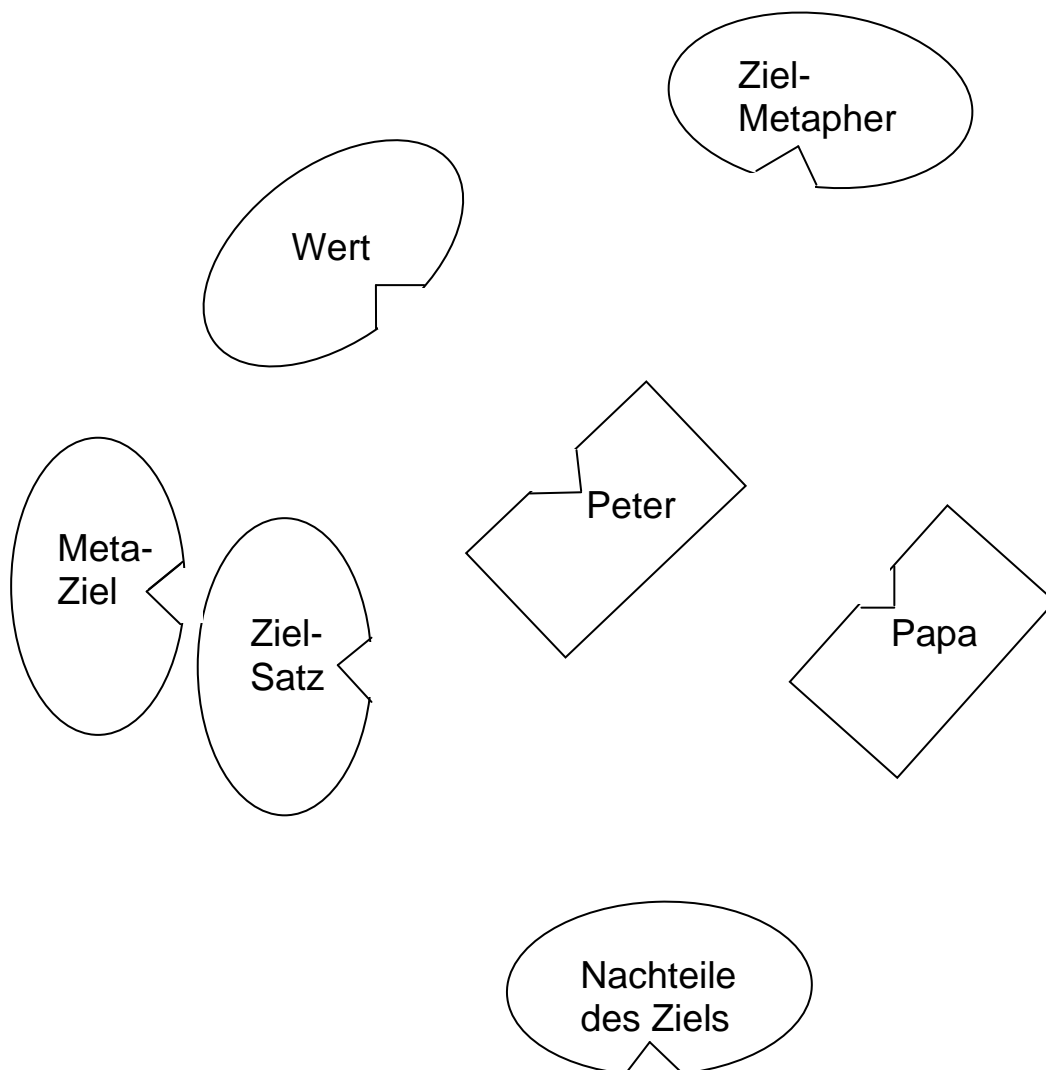 Ziel-
Metapher
Wert
Peter
Meta-
Ziel
Ziel-
Satz
Papa
Nachteile
des Ziels